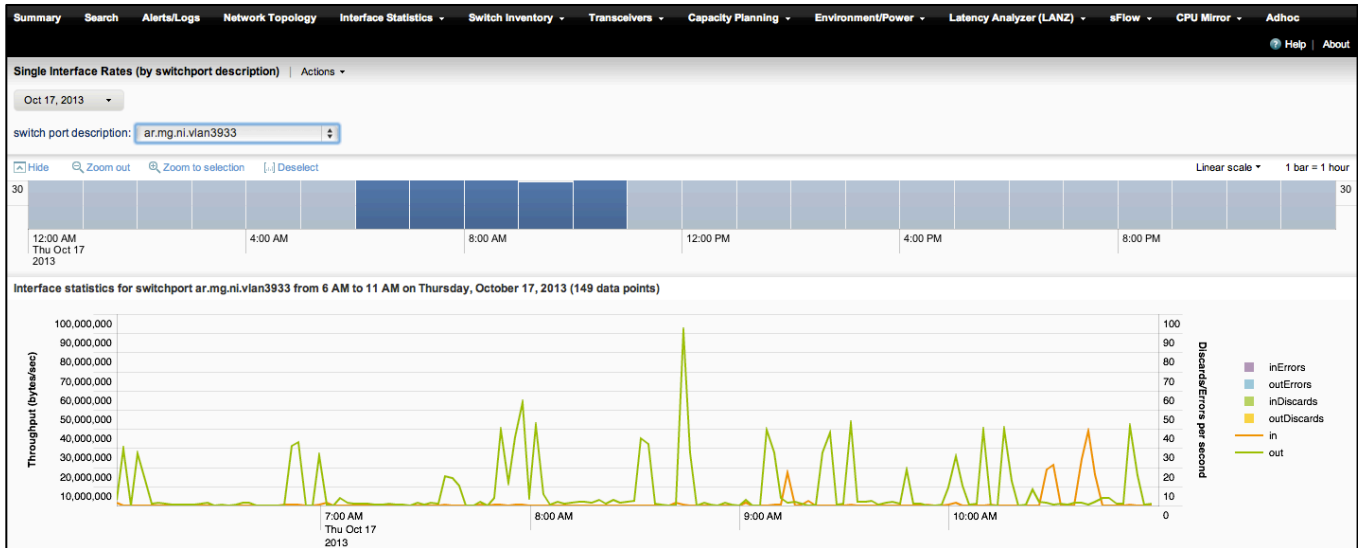 Summary Search Alerts/Logs Network Topology Interface Statistics Switch Inventory Transceivers Capacity Planning Environment/Power Latency Analyzer (LANZ) sFlow CPU Mirror Adhoc
Help | About
Single Interface Rates (by switchport description) | Actions
Oct 17, 2013
switch port description: ar.mg.ni.vlan3933
Hide Zoom out Zoom to selection [..] Deselect Linear scale 1 bar = 1 hour
30 30
12:00 AM 4:00 AM 8:00 AM 12:00 PM 4:00 PM 8:00 PM
Thu Oct 17
2013
Interface statistics for switchport ar.mg.ni.vlan3933 from 6 AM to 11 AM on Thursday, October 17, 2013 (149 data points)
Throughput (bytes/sec)
100,000,000
90,000,000
80,000,000
70,000,000
60,000,000
50,000,000
40,000,000
30,000,000
20,000,000
10,000,000
7:00 AM 8:00 AM 9:00 AM 10:00 AM
Thu Oct 17
2013
100
90
80
70
60
50
40
30
20
10
0
Discards/Errors per second
inErrors
outErrors
inDiscards
outDiscards
in
out